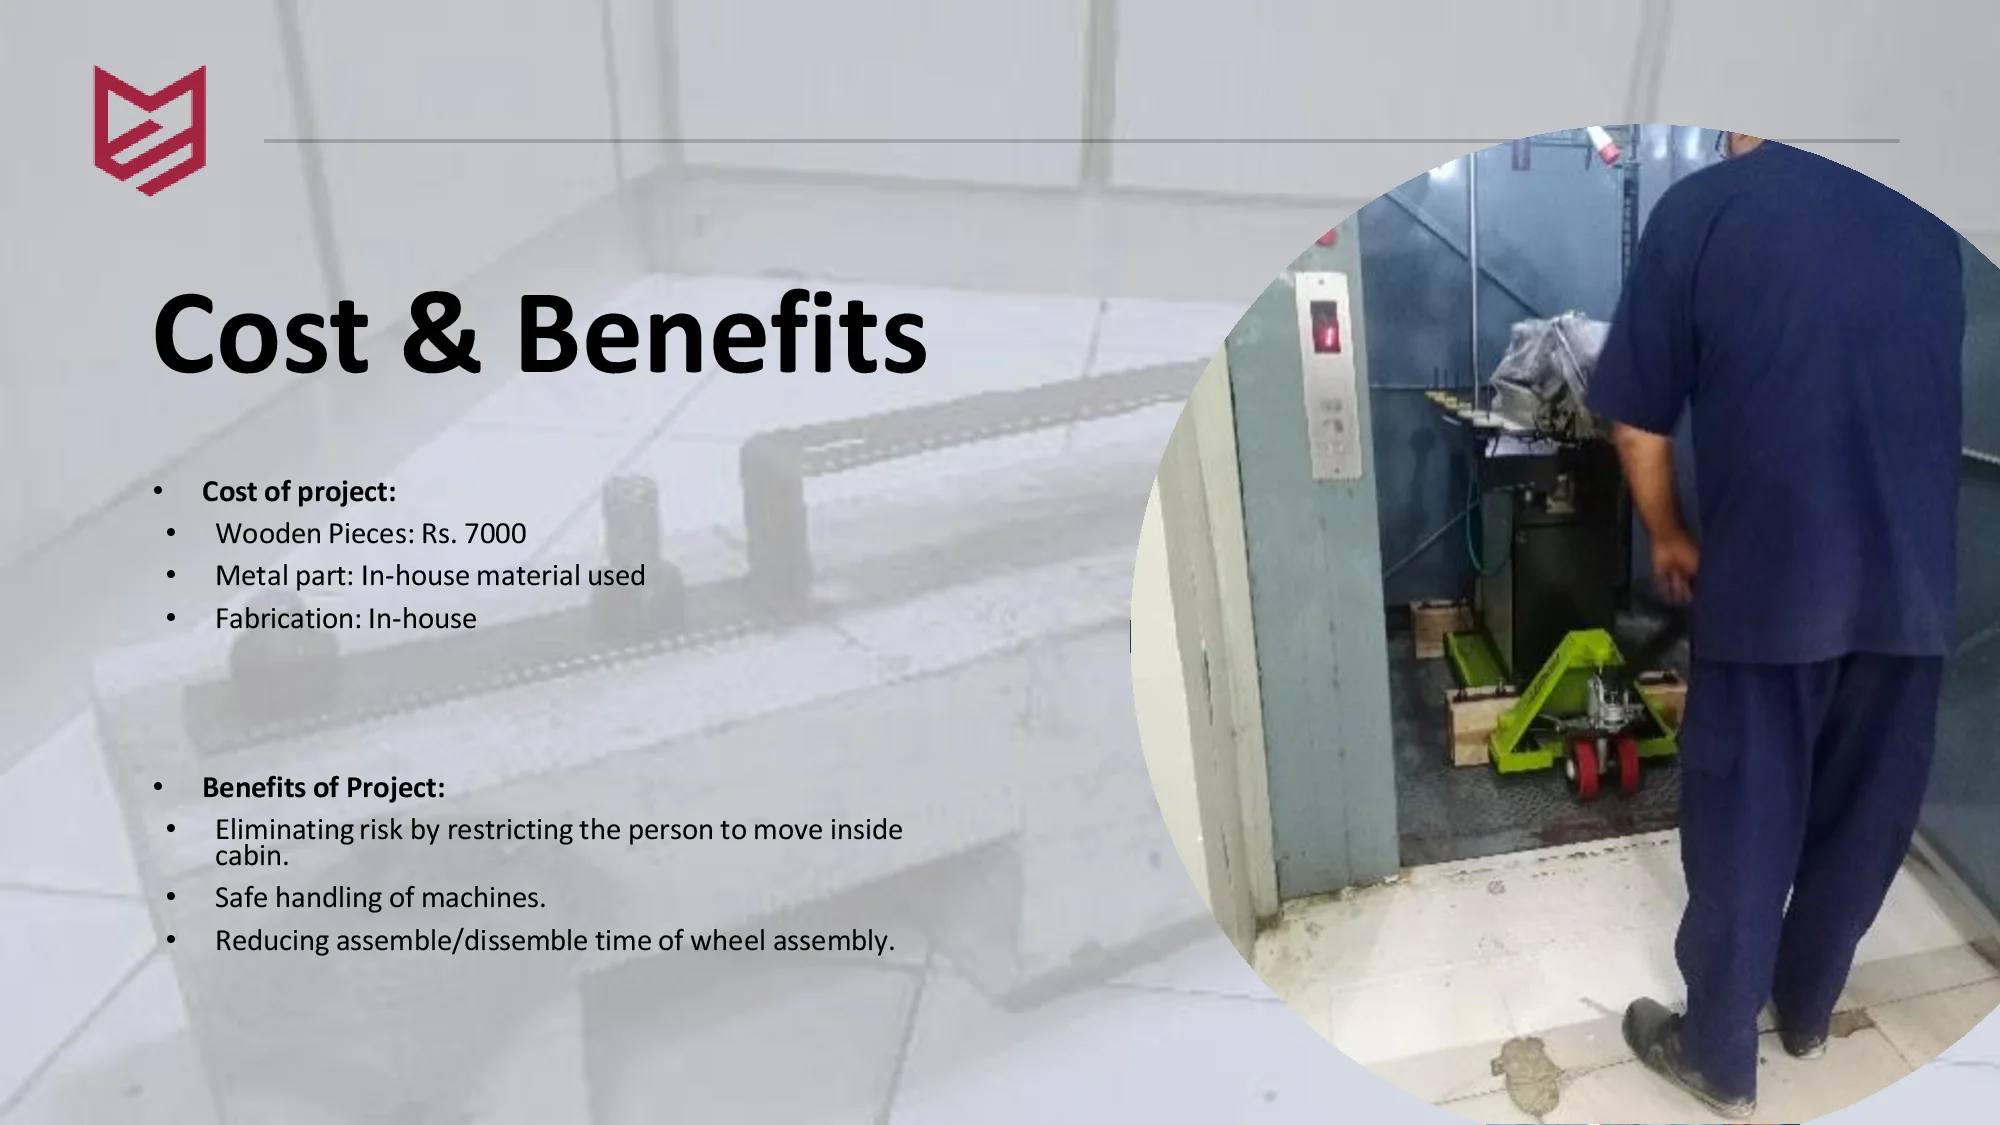 Cost & Benefits
• Cost of project:
• Wooden Pieces: Rs. 7000
• Metal part: In-house material used
• Fabrication: In-house
• Benefits of Project:
• Eliminating risk by restricting the person to move inside
cabin.
• Safe handling of machines.
• Reducing assemble/dissemble time of wheel assembly.